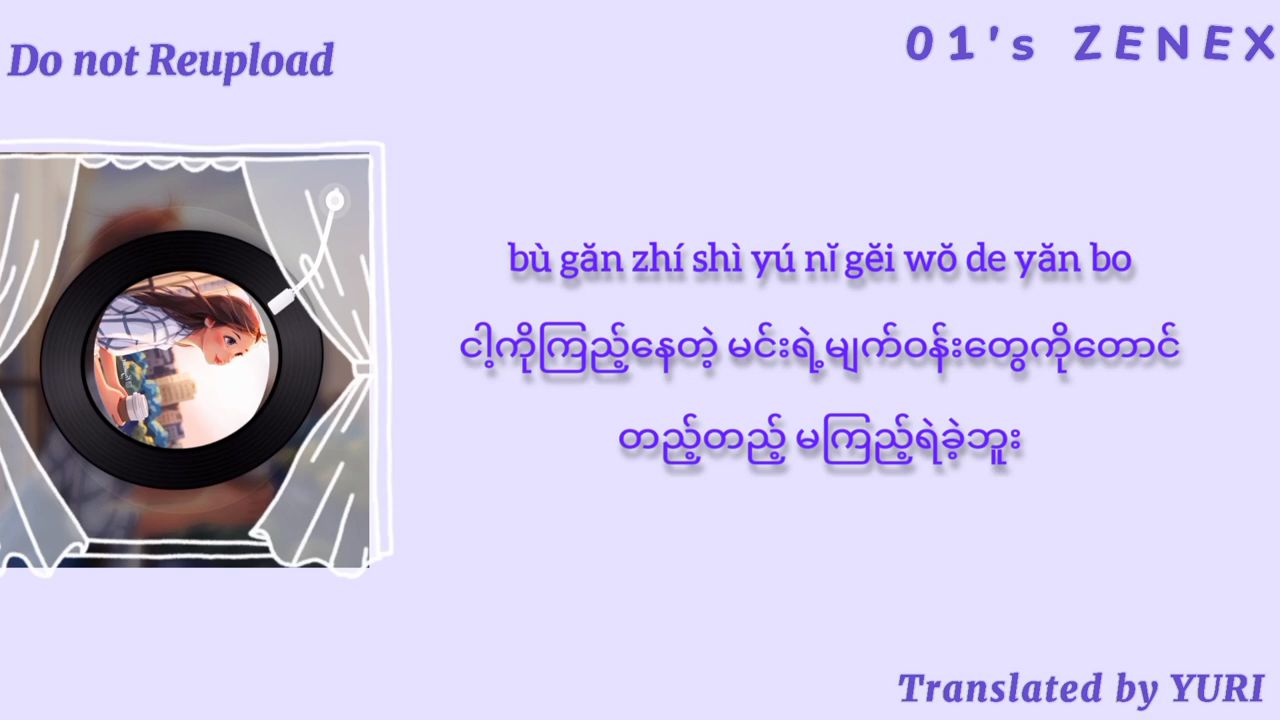 Do not Reupload
01's ZENEX
bù gǎn zhí shì yú nǐ gěi wǒ de yǎn bo
ငါ့ကိုကြည့်နေတဲ့ မင်းရဲ့မျက်ဝန်းတွေကိုတောင်
တည့်တည့် မကြည့်ရဲခဲ့ဘူး
Translated by YURI